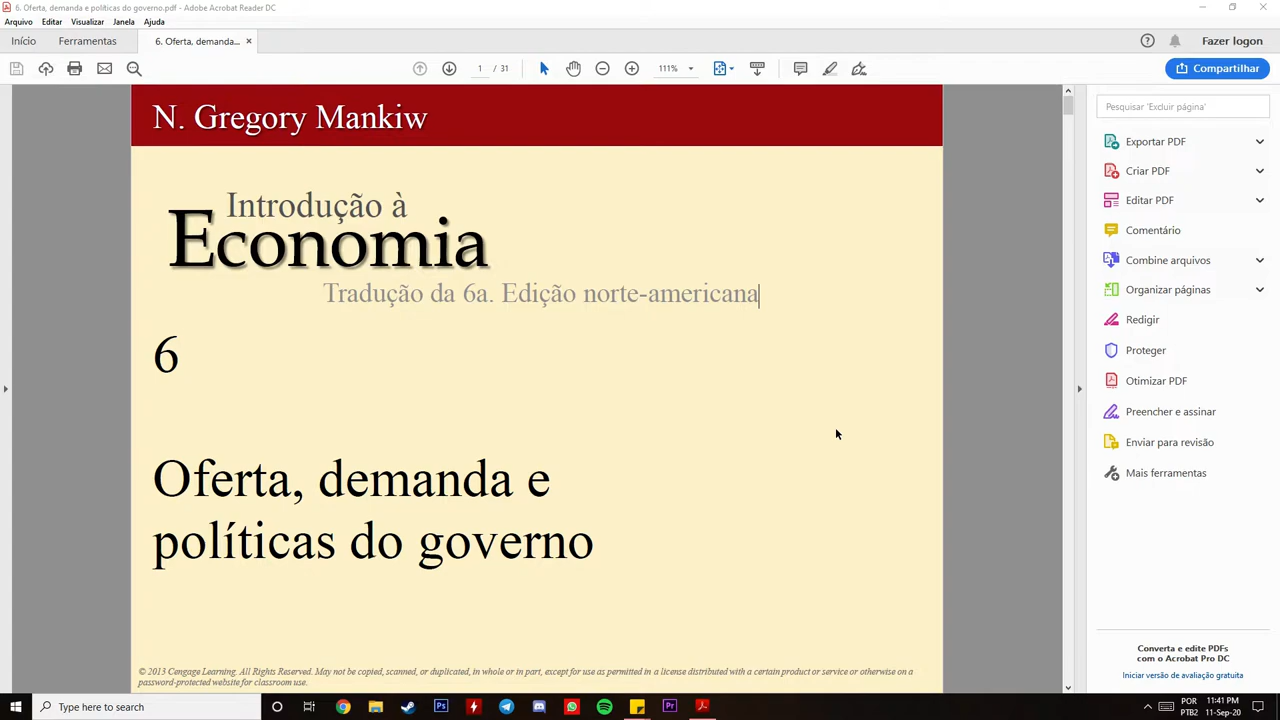 6. Oferta, demanda e políticas do governo.pdf - Adobe Acrobat Reader DC
Arquivo Editar Visualizar Janela Ajuda
Início Ferramentas 6. Oferta, demanda... × Fazer logon
1 / 31 111% Compartilhar
N. Gregory Mankiw
Introdução à
Economia
Tradução da 6a. Edição norte-americana
6
Oferta, demanda e
políticas do governo
© 2013 Cengage Learning. All Rights Reserved. May not be copied, scanned, or duplicated, in whole or in part, except for use as permitted in a license distributed with a certain product or service or otherwise on a
password-protected website for classroom use.
Pesquisar 'Excluir página'
Exportar PDF
Criar PDF
Editar PDF
Comentário
Combine arquivos
Organizar páginas
Redigir
Proteger
Otimizar PDF
Preencher e assinar
Enviar para revisão
Mais ferramentas
Converta e edite PDFs
com o Acrobat Pro DC
Iniciar versão de avaliação gratuita
Type here to search
Ps
Pr
POR 11:41 PM
PTB2 11-Sep-20